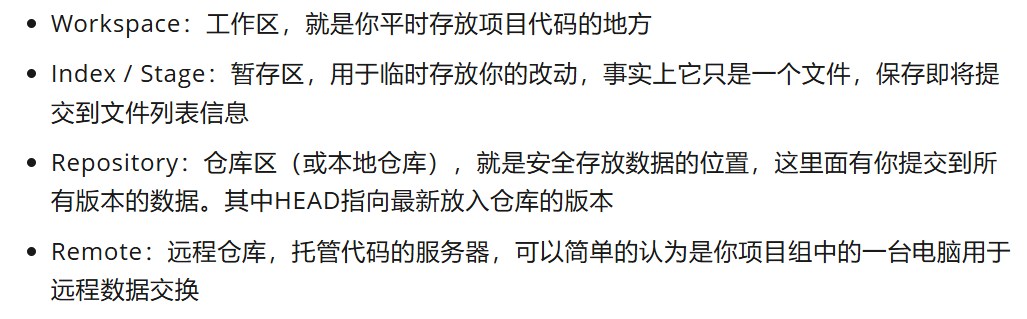 • Workspace：工作区，就是你平时存放项目代码的地方
• Index / Stage：暂存区，用于临时存放你的改动，事实上它只是一个文件，保存即将提
交到文件列表信息
• Repository：仓库区（或本地仓库），就是安全存放数据的位置，这里面有你提交到所
有版本的数据。其中HEAD指向最新放入仓库的版本
• Remote：远程仓库，托管代码的服务器，可以简单的认为是你项目组中的一台电脑用于
远程数据交换